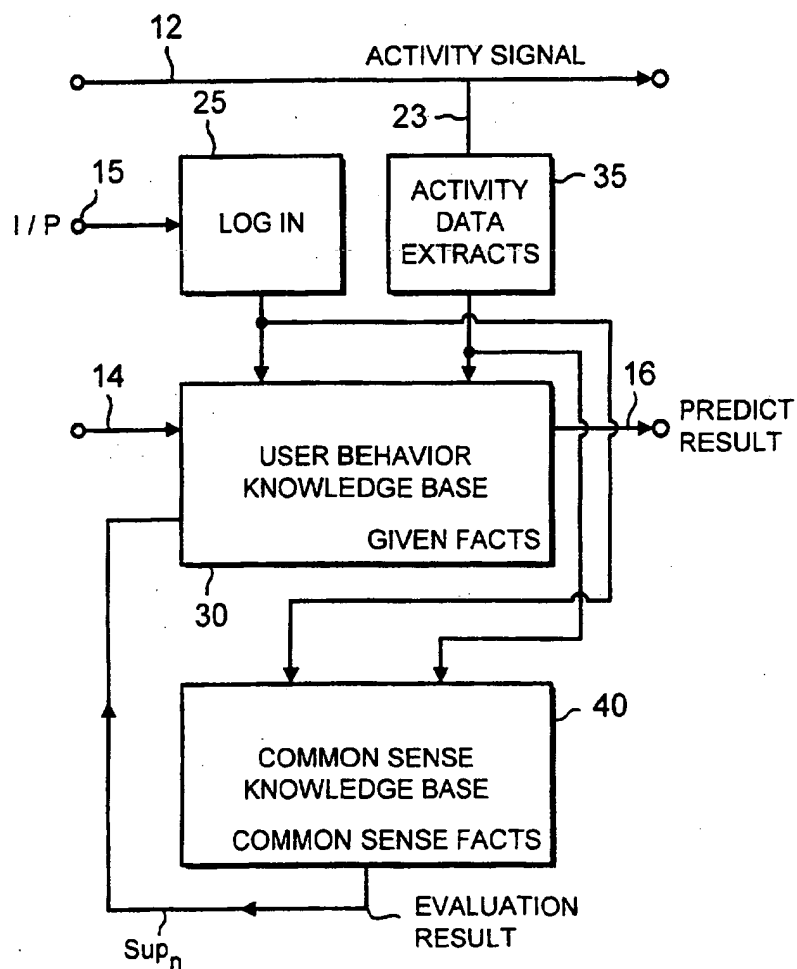 12
ACTIVITY SIGNAL
25
23
15
35
I / P
LOG IN
ACTIVITY
DATA
EXTRACTS
14
16
PREDICT
RESULT
USER BEHAVIOR
KNOWLEDGE BASE
GIVEN FACTS
30
40
COMMON SENSE
KNOWLEDGE BASE
COMMON SENSE FACTS
EVALUATION
RESULT
Supn